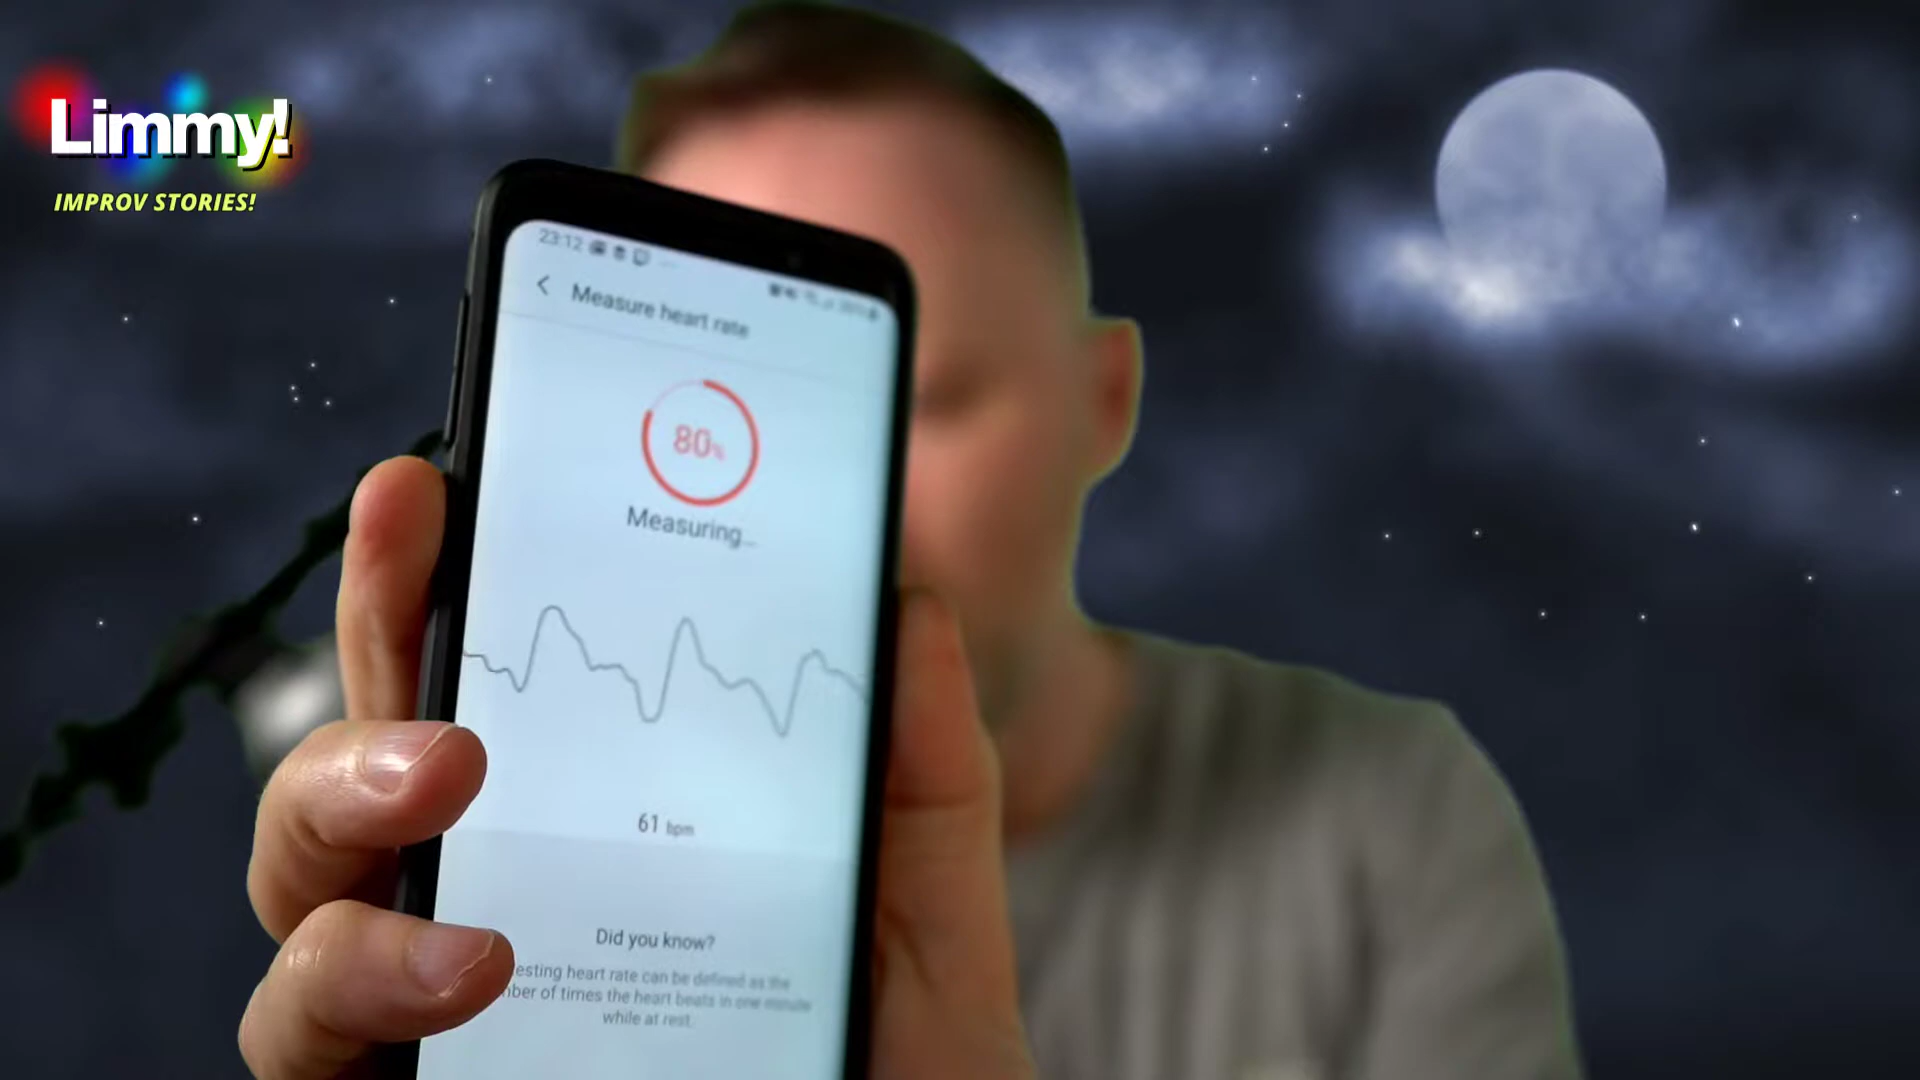 Limmy!
IMPROV STORIES!
23:12
Measure heart rate
80%
Measuring...
61 bpm
Did you know?
esting heart rate can be defined as the
ber of times the heart beats in one minute
while at rest.